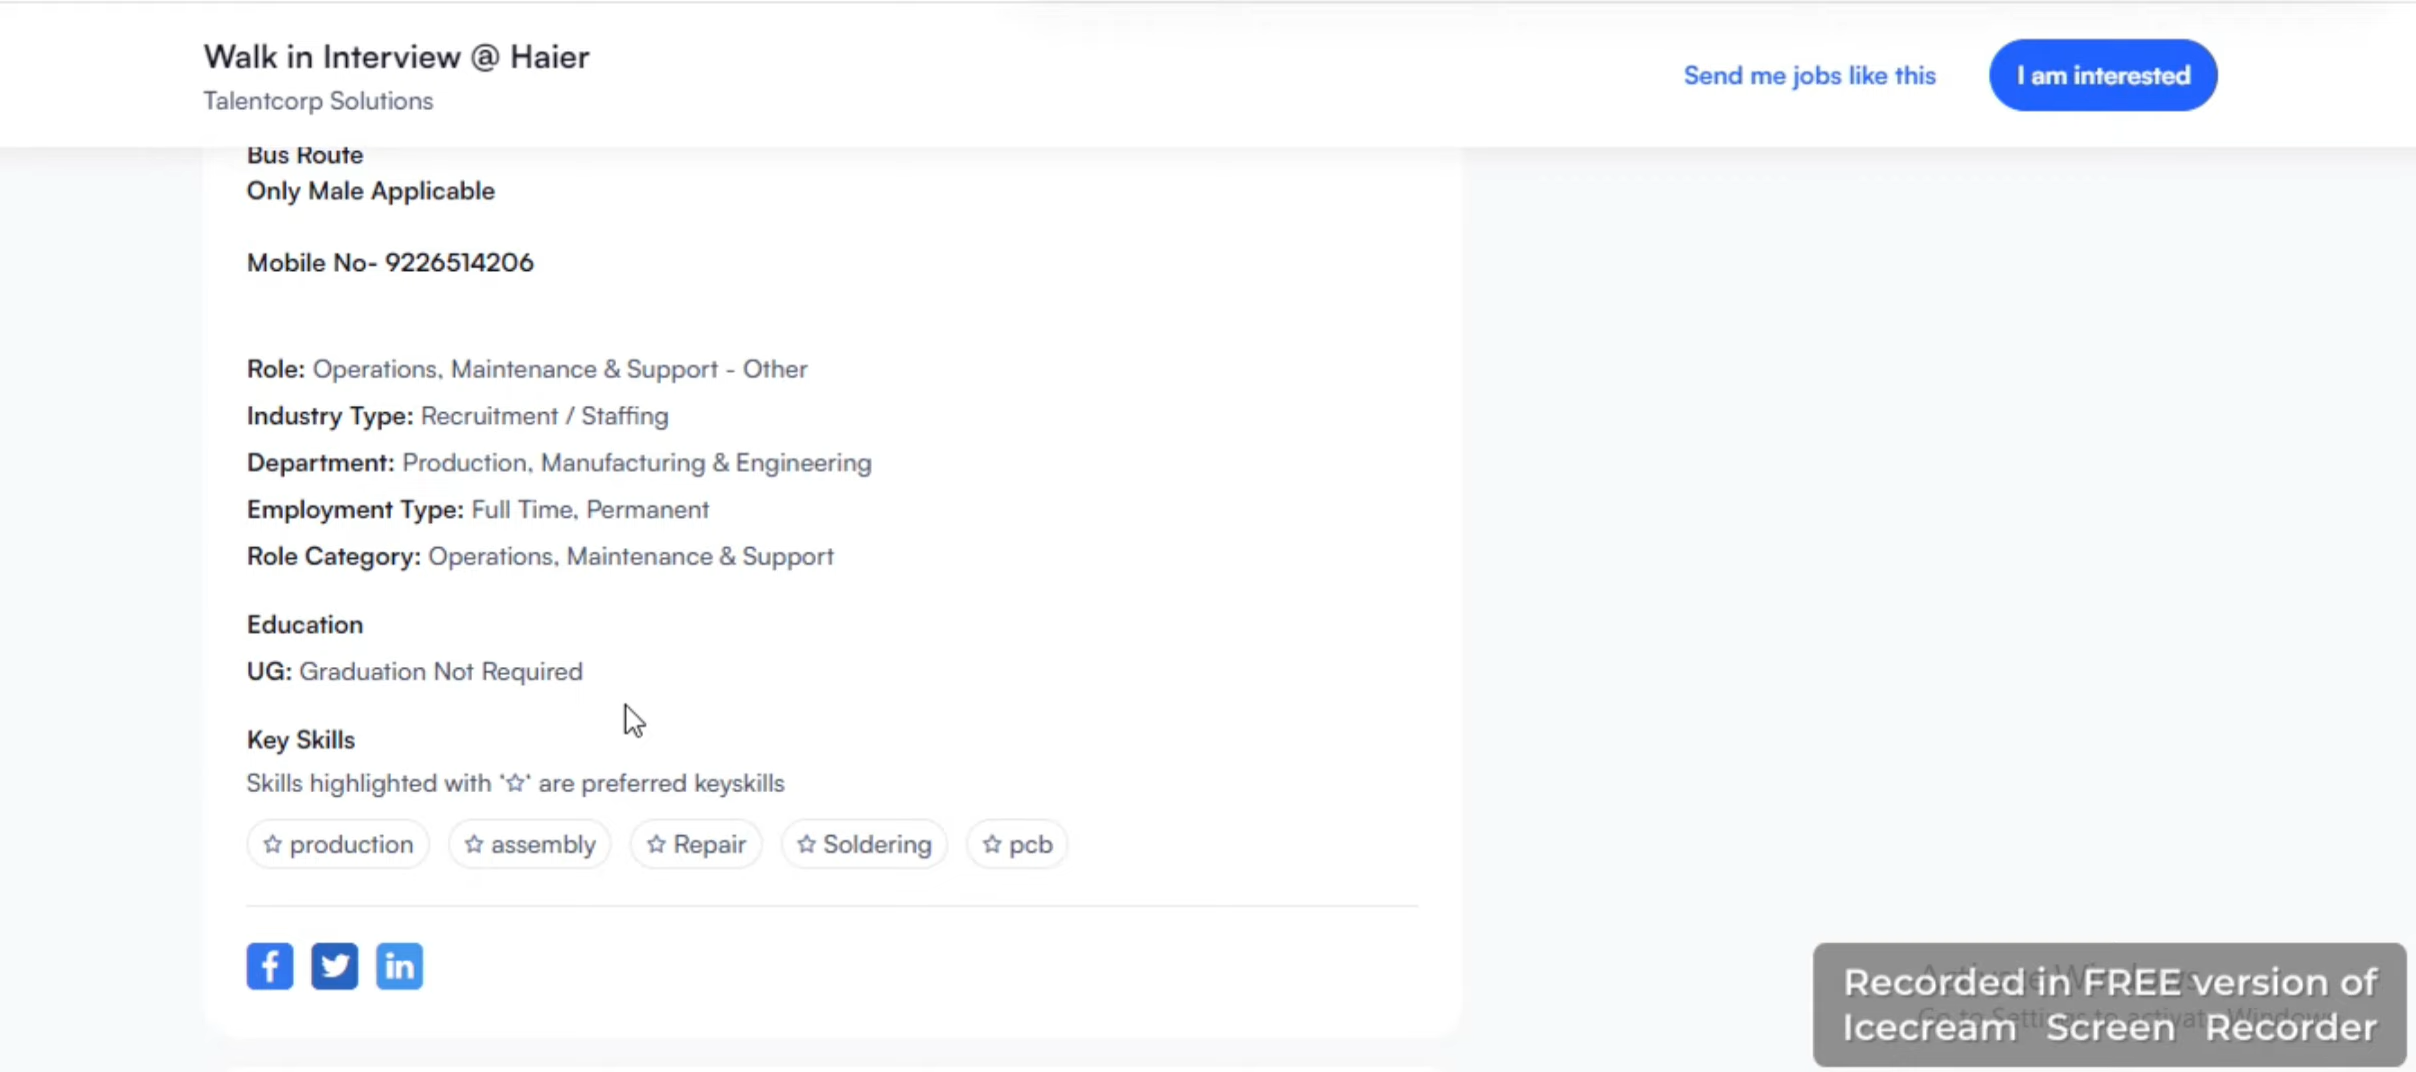 Walk in Interview @ Haier
Talentcorp Solutions
Send me jobs like this
I am interested
Bus Route
Only Male Applicable
Mobile No- 9226514206
Role: Operations, Maintenance & Support - Other
Industry Type: Recruitment / Staffing
Department: Production, Manufacturing & Engineering
Employment Type: Full Time, Permanent
Role Category: Operations, Maintenance & Support
Education
UG: Graduation Not Required
Key Skills
Skills highlighted with ‘☆‘ are preferred keyskills
☆ production ☆ assembly ☆ Repair ☆ Soldering ☆ pcb
f in
Recorded in FREE version of
Icecream Screen Recorder